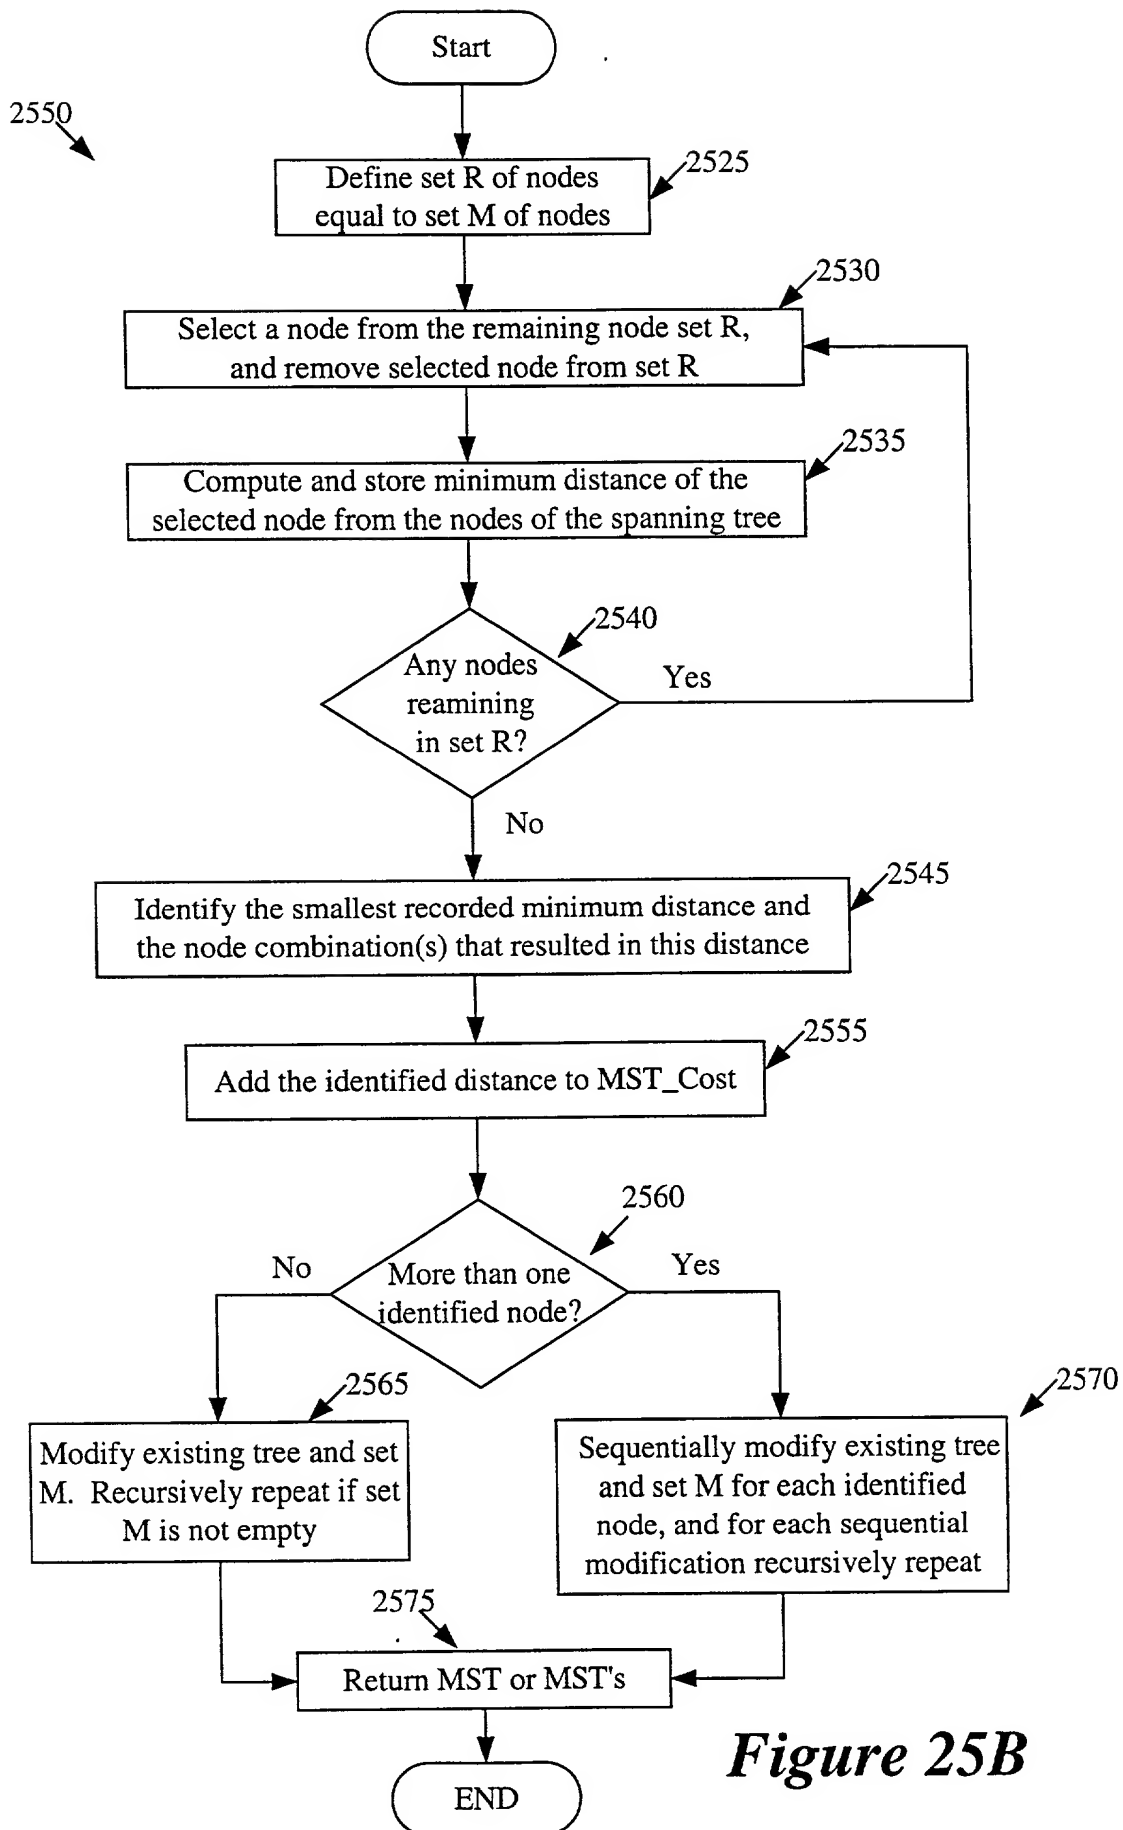 Start
2550
Define set R of nodes
equal to set M of nodes
2525
2530
Select a node from the remaining node set R,
and remove selected node from set R
2535
Compute and store minimum distance of the
selected node from the nodes of the spanning tree
2540
Any nodes
reamining
in set R?
Yes
No
2545
Identify the smallest recorded minimum distance and
the node combination(s) that resulted in this distance
2555
Add the identified distance to MST_Cost
2560
No
More than one
identified node?
Yes
2565
Modify existing tree and set
M. Recursively repeat if set
M is not empty
2570
Sequentially modify existing tree
and set M for each identified
node, and for each sequential
modification recursively repeat
2575
Return MST or MST's
END
Figure 25B